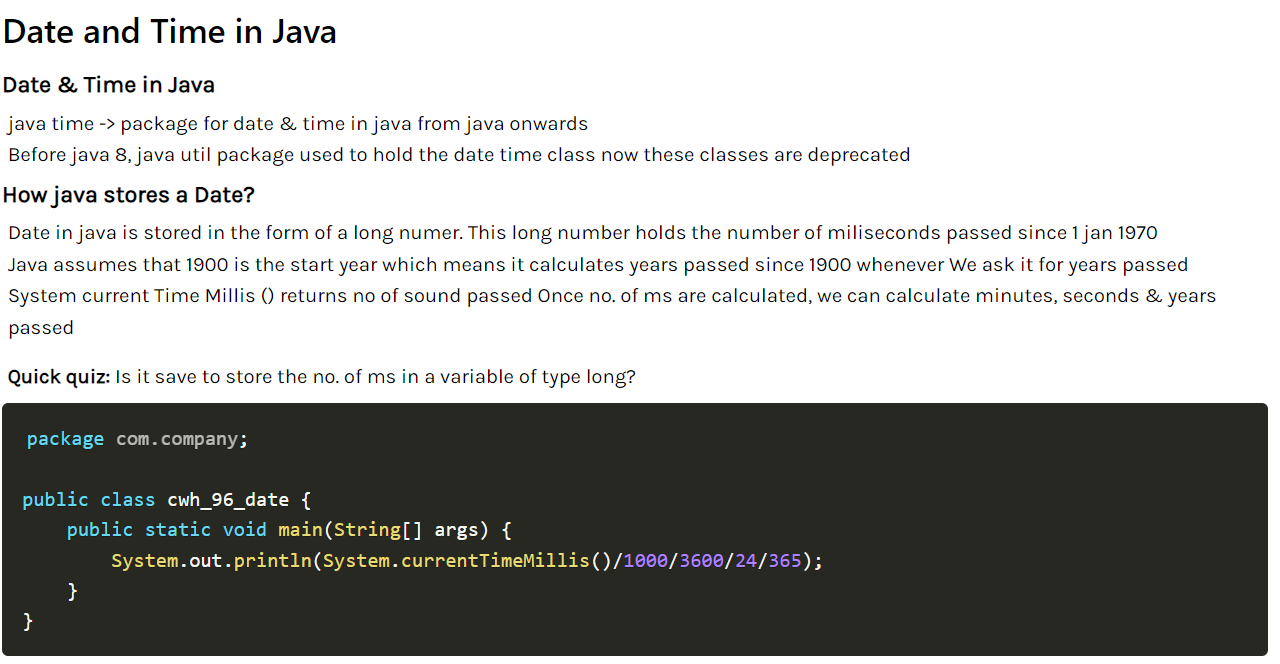 Date and Time in Java
Date & Time in Java
java time -> package for date & time in java from java onwards
Before java 8, java util package used to hold the date time class now these classes are deprecated
How java stores a Date?
Date in java is stored in the form of a long numer. This long number holds the number of miliseconds passed since 1 jan 1970
Java assumes that 1900 is the start year which means it calculates years passed since 1900 whenever We ask it for years passed
System current Time Millis () returns no of sound passed Once no. of ms are calculated, we can calculate minutes, seconds & years
passed
Quick quiz: Is it save to store the no. of ms in a variable of type long?
package com.company;
public class cwh_96_date {
    public static void main(String[] args) {
        System.out.println(System.currentTimeMillis()/1000/3600/24/365);
    }
}